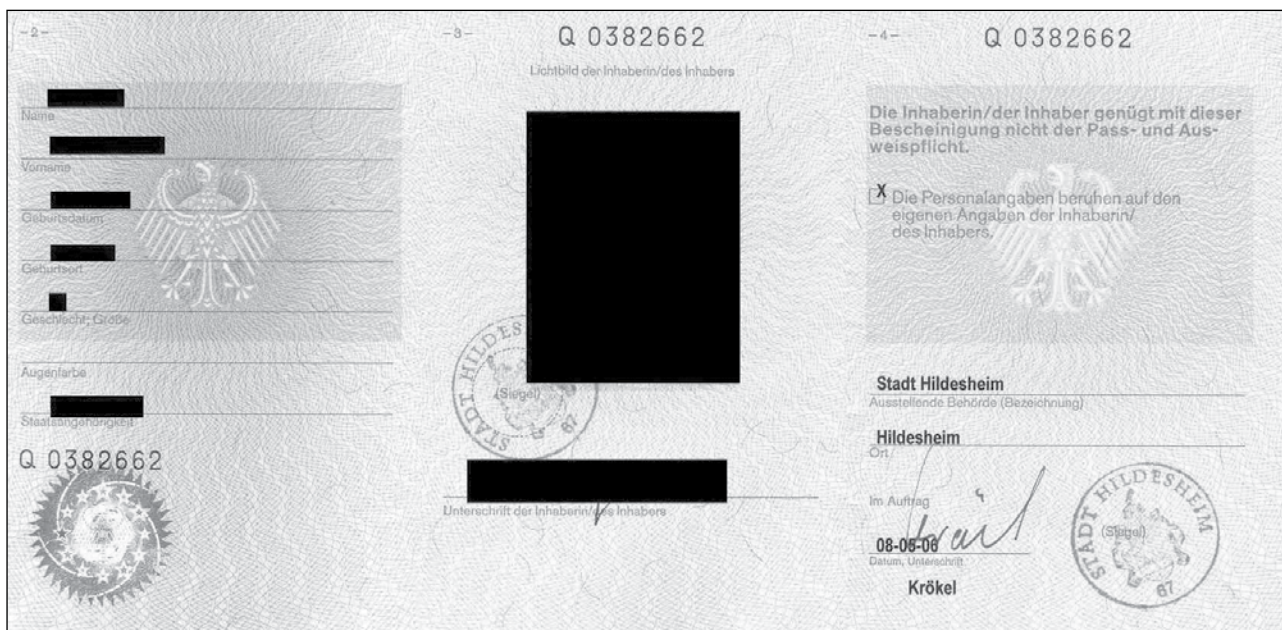 -2-
Name
Vorname
Geburtsdatum
Geburtsort
Geschlecht; Größe
Augenfarbe
Staatsangehörigkeit
Q 0382662
-3-
Q 0382662
Lichtbild der Inhaberin/des Inhabers
STADT HILDESHEIM
(Siegel)
67
Unterschrift der Inhaberin/des Inhabers
-4-
Q 0382662
Die Inhaberin/der Inhaber genügt mit dieser
Bescheinigung nicht der Pass- und Aus-
weispflicht.
X Die Personalangaben beruhen auf den
eigenen Angaben der Inhaberin/
des Inhabers.
Stadt Hildesheim
Ausstellende Behörde (Bezeichnung)
Hildesheim
Ort
Im Auftrag
08-05-06
Datum, Unterschrift
Krökel
STADT HILDESHEIM
(Siegel)
67